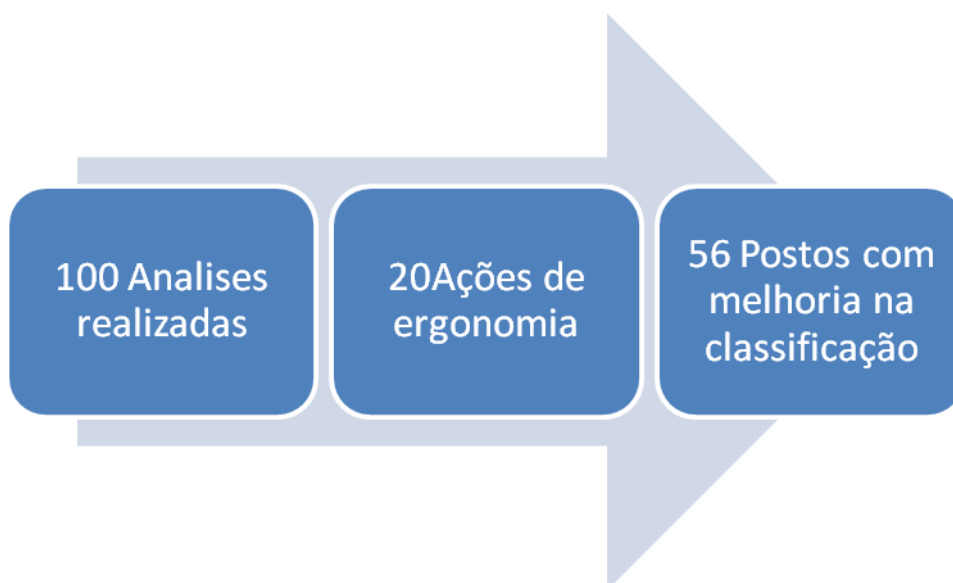 100 Analises
realizadas
20Ações de
ergonomia
56 Postos com
melhoria na
classificação